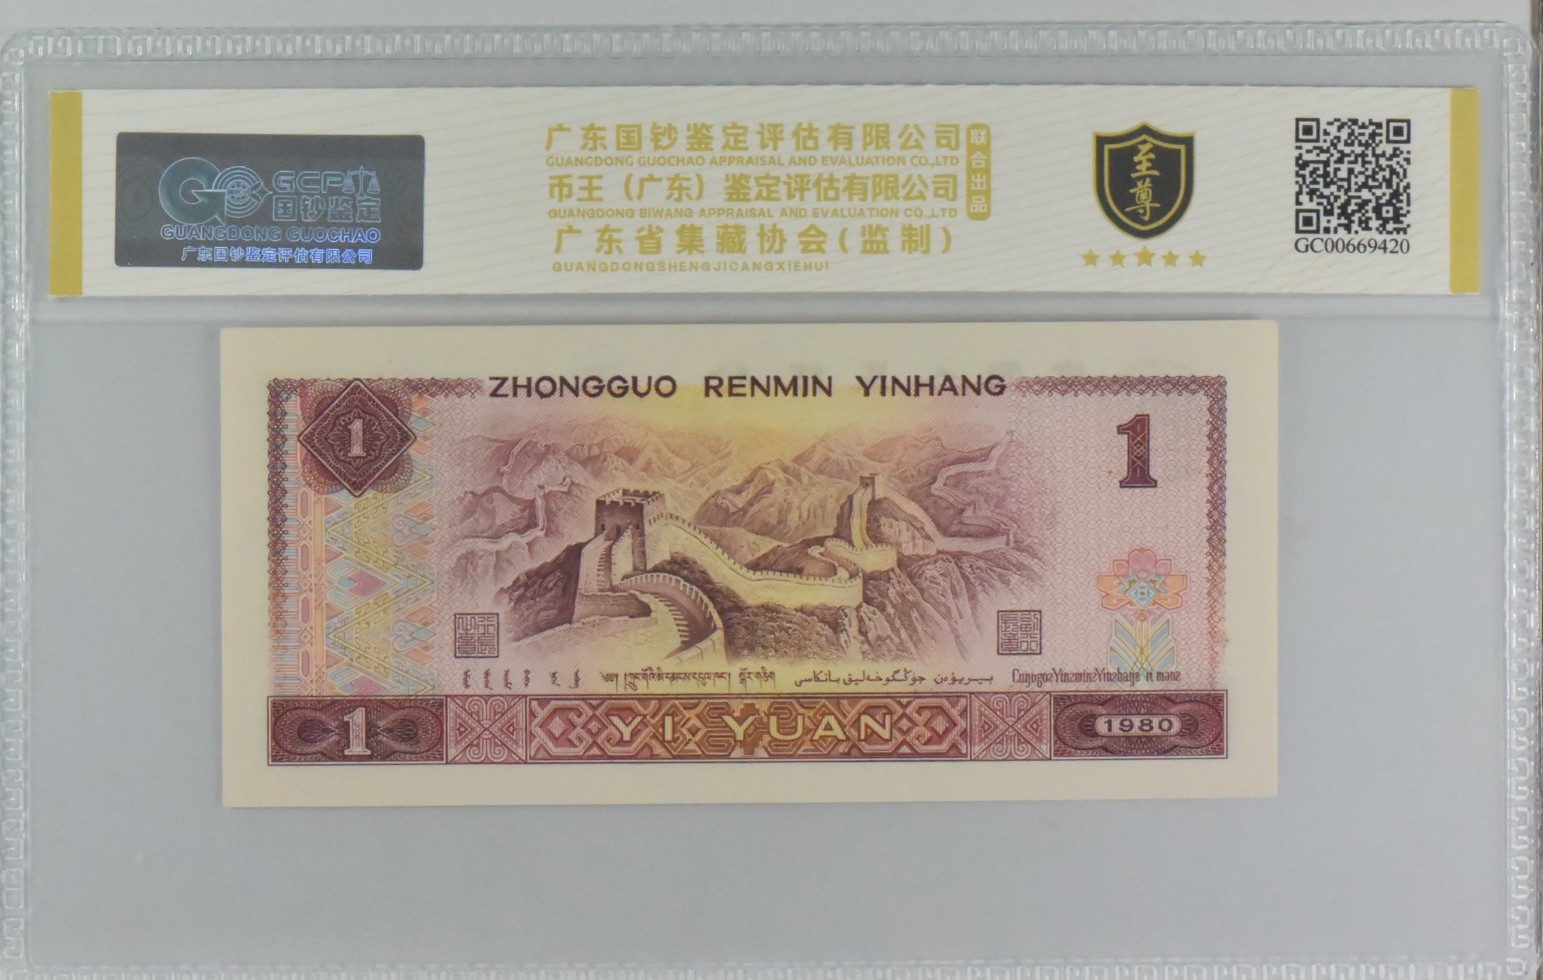 GCP
国钞鉴定
GUANGDONG GUOCHAO
广东国钞鉴定评估有限公司
广东国钞鉴定评估有限公司
GUANGDONG GUOCHAO APPRAISAL AND EVALUATION CO.,LTD
币王（广东）鉴定评估有限公司
GUANGDONG BIWANG APPRAISAL AND EVALUATION CO.,LTD
广东省集藏协会(监制)
GUANGDONGSHENGJICANGXIEHUI
联合出品
至尊
GC00669420
ZHONGGUO RENMIN YINHANG
1
1
YI YUAN
1
1980